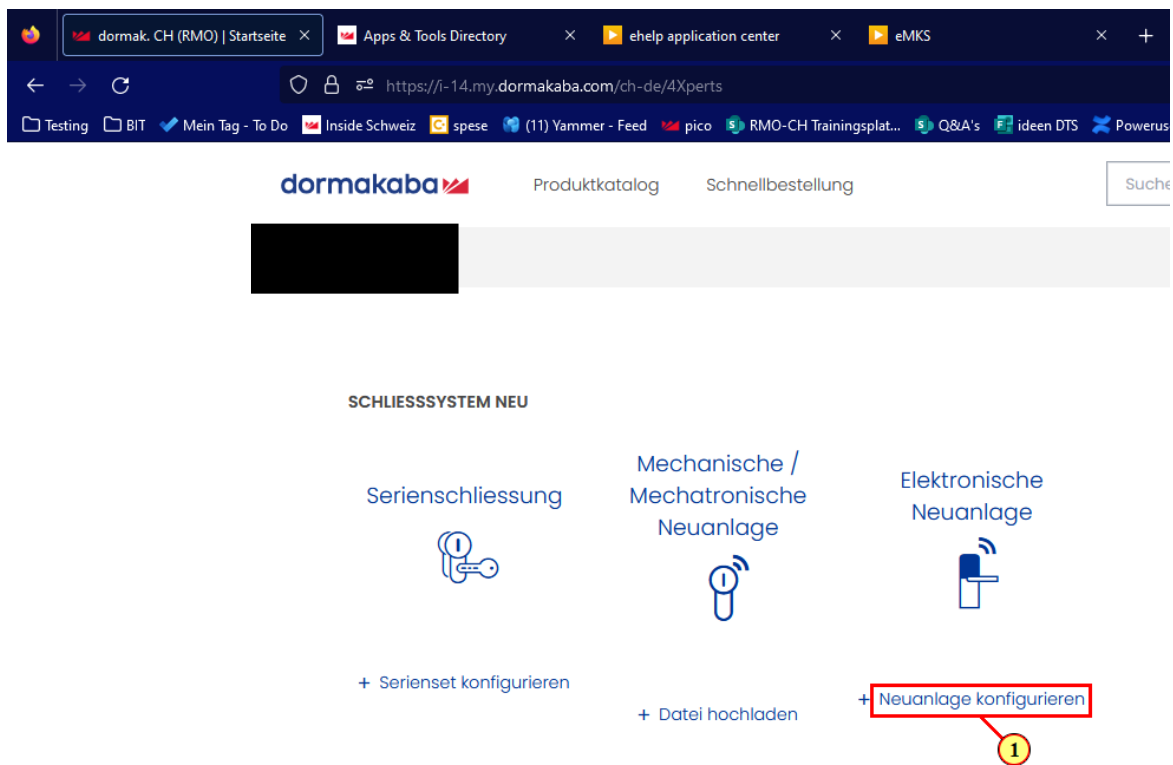 dormak. CH (RMO) | Startseite
Apps & Tools Directory
ehelp application center
eMKS
https://i-14.my.dormakaba.com/ch-de/4Xperts
Testing BIT Mein Tag - To Do Inside Schweiz spese (11) Yammer - Feed pico RMO-CH Trainingsplat... Q&A's ideen DTS Powerus
dormakaba Produktkatalog Schnellbestellung Suche
SCHLIESSSYSTEM NEU
Serienschliessung
Mechanische /
Mechatronische
Neuanlage
Elektronische
Neuanlage
+ Serienset konfigurieren
+ Datei hochladen
+ Neuanlage konfigurieren
1